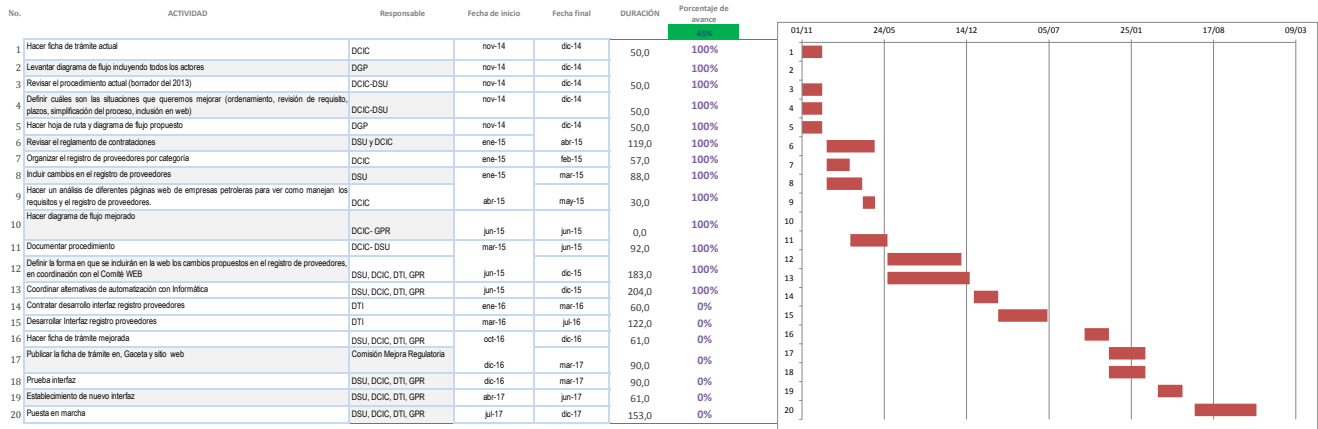 No. ACTIVIDAD Responsable Fecha de inicio Fecha final DURACIÓN Porcentaje de
avance
65%
1 Hacer ficha de trámite actual DCIC nov-14 dic-14 50,0 100%
2 Levantar diagrama de flujo incluyendo todos los actores DGP nov-14 dic-14 100%
3 Revisar el procedimiento actual (borrador del 2013) DCIC-DSU nov-14 dic-14 50,0 100%
4 Definir cuáles son las situaciones que queremos mejorar (ordenamiento, revisión de requisito,
plazos, simplificación del proceso, inclusión en web) DCIC-DSU nov-14 dic-14 50,0 100%
5 Hacer hoja de ruta y diagrama de flujo propuesto DGP nov-14 dic-14 50,0 100%
6 Revisar el reglamento de contrataciones DSU y DCIC ene-15 abr-15 119,0 100%
7 Organizar el registro de proveedores por categoría DCIC ene-15 feb-15 57,0 100%
8 Incluir cambios en el registro de proveedores DSU ene-15 mar-15 88,0 100%
9 Hacer un análisis de diferentes páginas web de empresas petroleras para ver como manejan los
requisitos y el registro de proveedores. DCIC abr-15 may-15 30,0 100%
10 Hacer diagrama de flujo mejorado DCIC- GPR jun-15 jun-15 0,0 100%
11 Documentar procedimiento DCIC- DSU mar-15 jun-15 92,0 100%
12 Definir la forma en que se incluirán en la web los cambios propuestos en el registro de proveedores,
en coordinación con el Comité WEB DSU, DCIC, DTI, GPR jun-15 dic-15 183,0 100%
13 Coordinar alternativas de automatización con Informática DSU, DCIC, DTI, GPR jun-15 dic-15 204,0 100%
14 Contratar desarrollo interfaz registro proveedores DTI ene-16 mar-16 60,0 0%
15 Desarrollar Interfaz registro proveedores DTI mar-16 jul-16 122,0 0%
16 Hacer ficha de trámite mejorada DSU, DCIC, DTI, GPR oct-16 dic-16 61,0 0%
17 Publicar la ficha de trámite en, Gaceta y sitio web Comisión Mejora Regulatoria dic-16 mar-17 90,0 0%
18 Prueba interfaz DSU, DCIC, DTI, GPR dic-16 mar-17 90,0 0%
19 Establecimiento de nuevo interfaz DSU, DCIC, DTI, GPR abr-17 jun-17 61,0 0%
20 Puesta en marcha DSU, DCIC, DTI, GPR jul-17 dic-17 153,0 0%
01/11 24/05 14/12 05/07 25/01 17/08 09/03
1
2
3
4
5
6
7
8
9
10
11
12
13
14
15
16
17
18
19
20